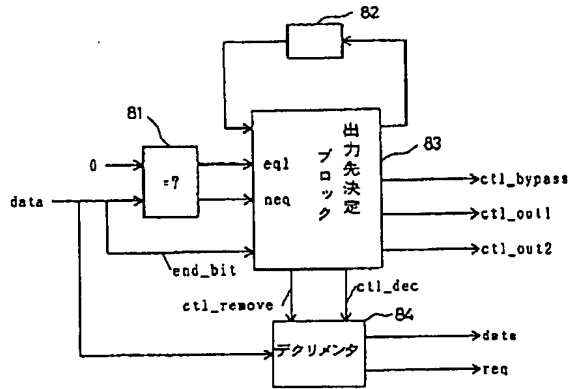 82
81
0
=?
data
eq1
neq
出力先決定
ブロック
83
ctl_bypass
ctl_out1
ctl_out2
end_bit
ctl_remove
ctl_dec
84
デクリメンタ
data
req